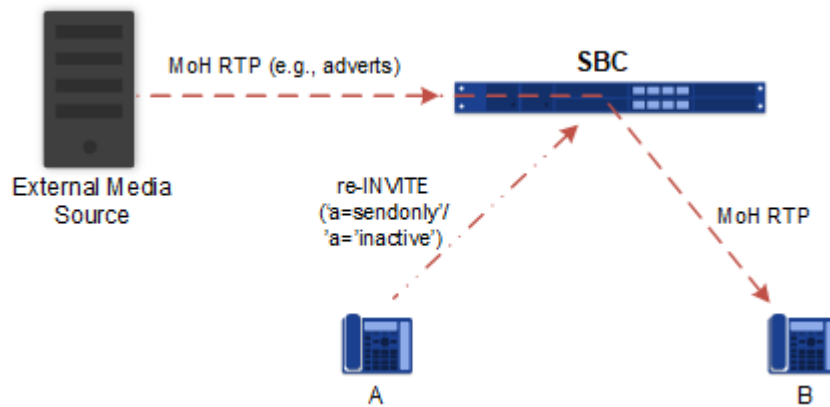 MoH RTP (e.g., adverts)
SBC
External Media
Source
re-INVITE
('a=sendonly'/
'a='inactive')
MoH RTP
A
B